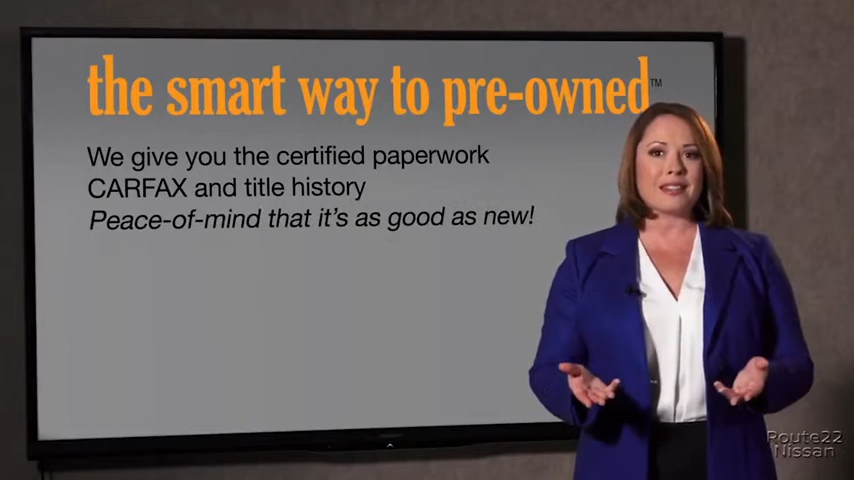 the smart way to pre-owned™
We give you the certified paperwork
CARFAX and title history
Peace-of-mind that it's as good as new!
Route22
Nissan